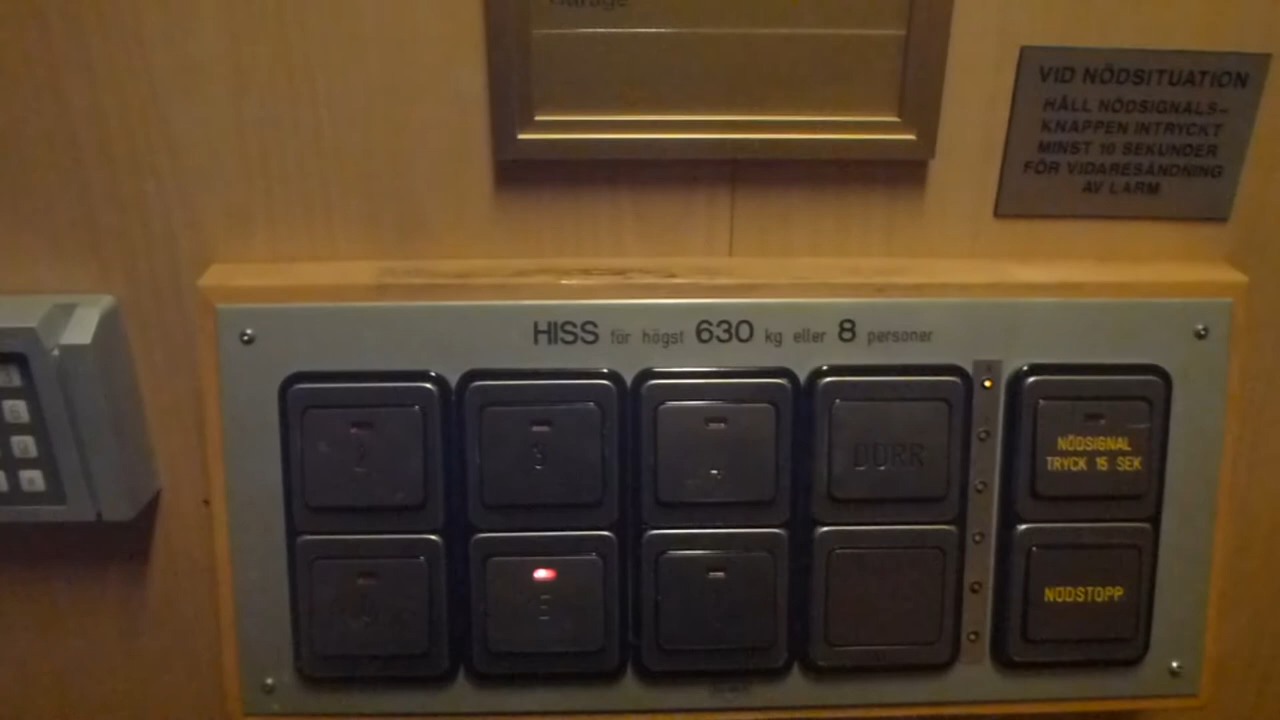 Garage
VID NÖDSITUATION
HÅLL NÖDSIGNALS-
KNAPPEN INTRYCKT
MINST 10 SEKUNDER
FÖR VIDARESÄNDNING
AV LARM
HISS för högst 630 kg eller 8 personer
DÖRR
NÖDSIGNAL
TRYCK 15 SEK
E
NÖDSTOPP